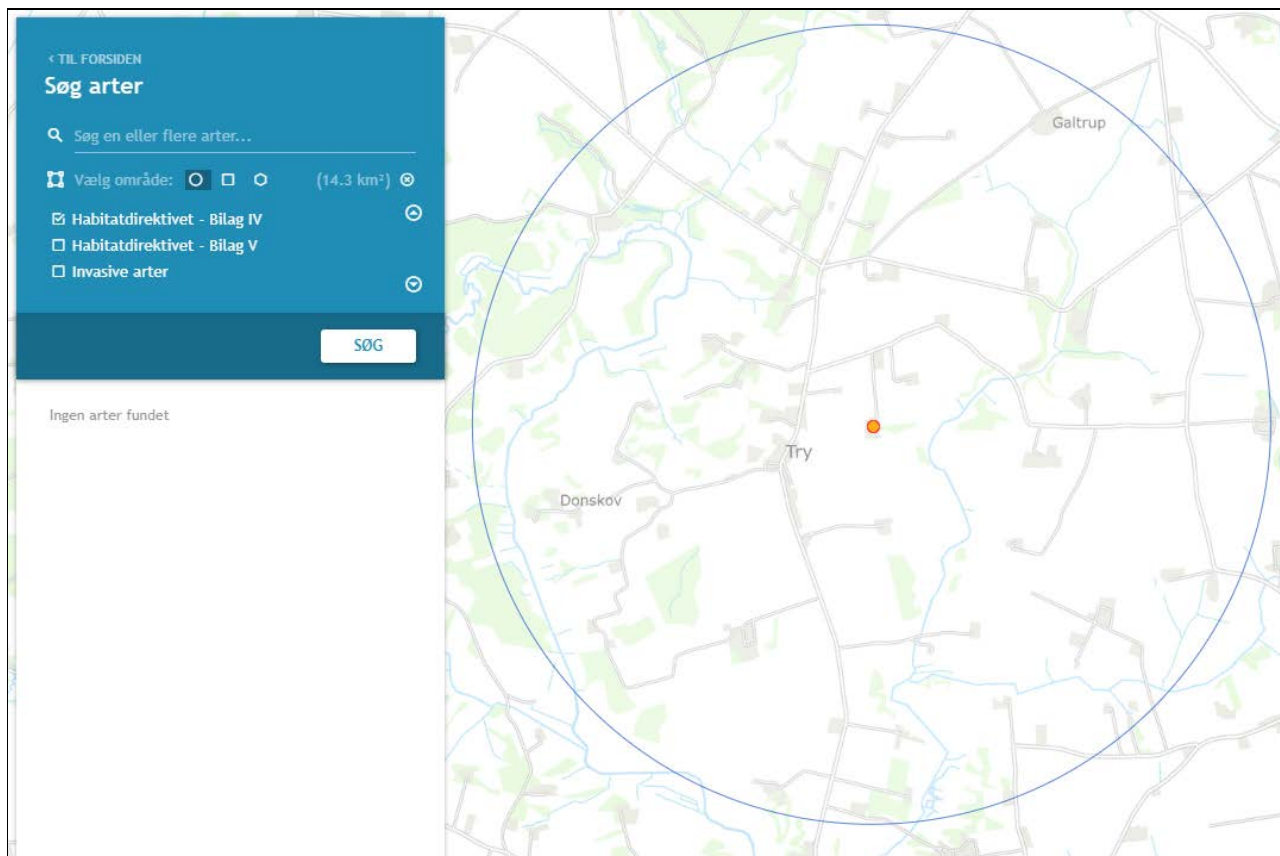 ‹ TIL FORSIDEN
Søg arter
Søg en eller flere arter...
Vælg område: (14.3 km²)
Habitatdirektivet - Bilag IV
Habitatdirektivet - Bilag V
Invasive arter
SØG
Ingen arter fundet
Galtrup
Try
Donskov